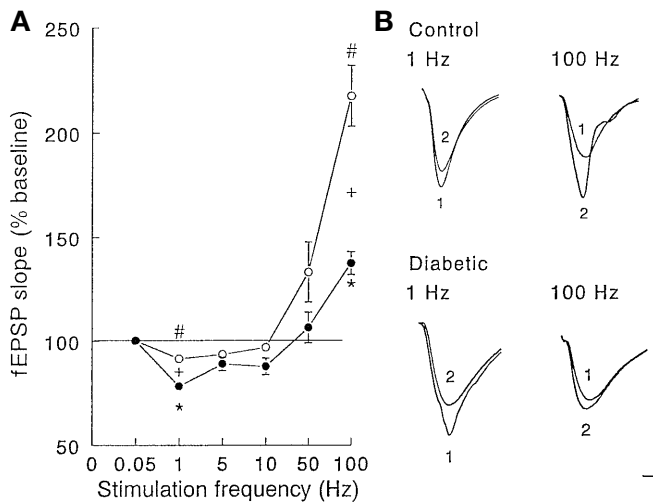 A
fEPSP slope (% baseline)
250
200
150
100
50
#
+
*
#
+
*
0 0.05 1 5 10 50 100
Stimulation frequency (Hz)
B
Control
1 Hz 100 Hz
2
1
1
2
Diabetic
1 Hz 100 Hz
2
1
1
2